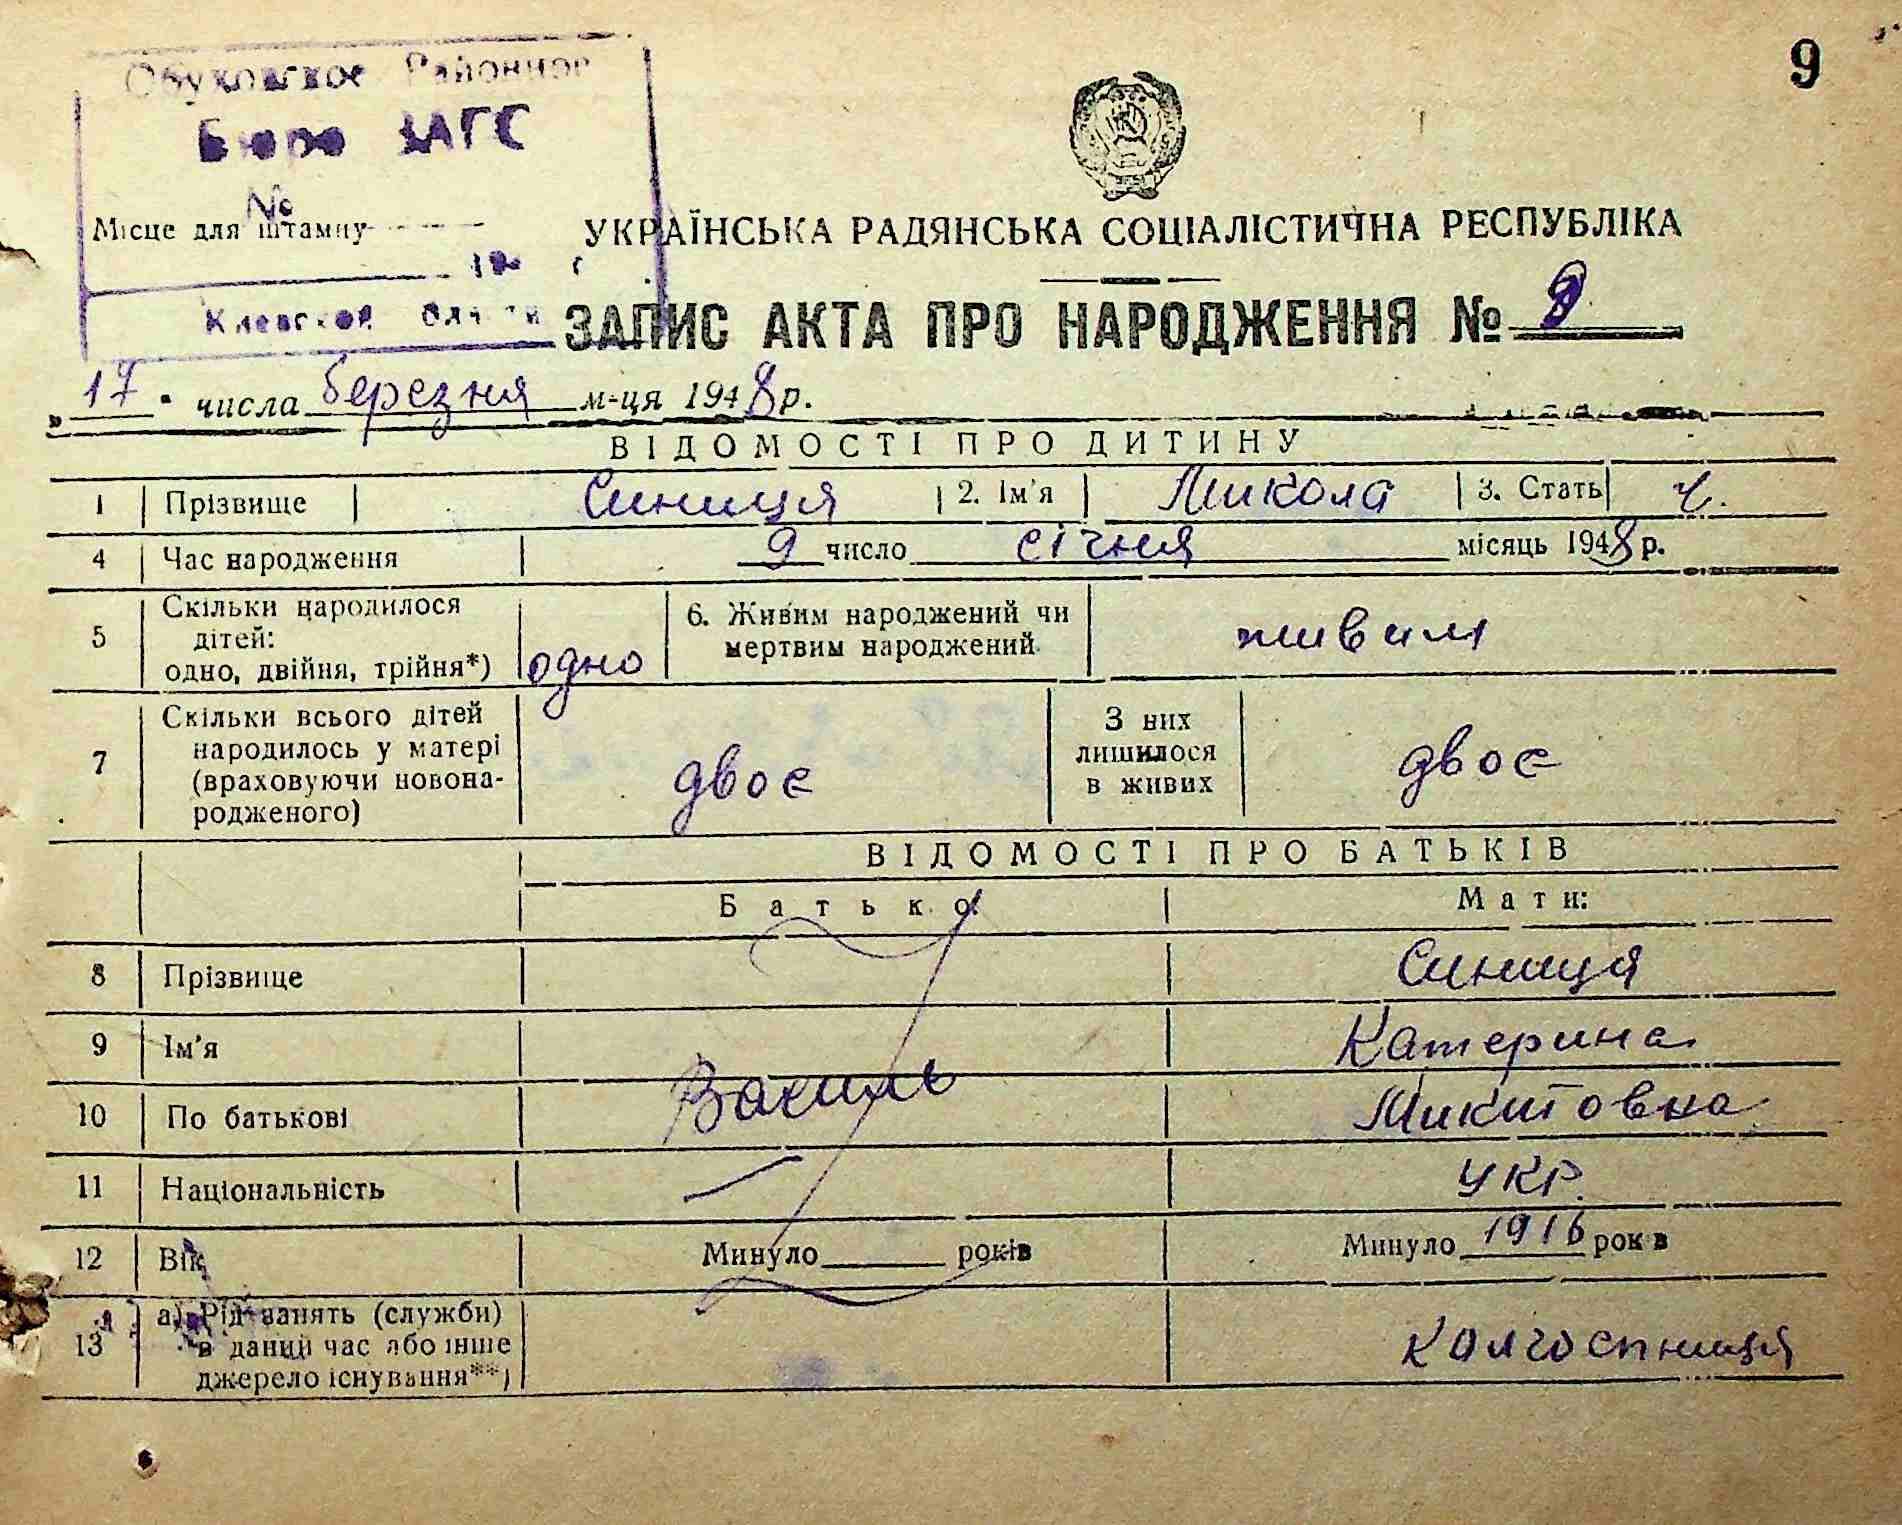 9
Обуховское Районное
Бюро ЗАГС
№
Місце для штампу
19 г
Киевской Области
УКРАЇНСЬКА РАДЯНСЬКА СОЦІАЛІСТИЧНА РЕСПУБЛІКА
ЗАПИС АКТА ПРО НАРОДЖЕННЯ №
„17" числа березня м-ця 1948 р.
ВІДОМОСТІ ПРО ДИТИНУ
1 Прізвище Синиця 2. Ім'я Микола 3. Стать ч.
4 Час народження 9 число січня місяць 1948 р.
5 Скільки народилося
дітей:
одно, двійня, трійня*) одно
6. Живим народжений чи
мертвим народжений живим
7 Скільки всього дітей
народилось у матері
(враховуючи новона-
родженого) двоє
З них
лишилося
в живих двоє
ВІДОМОСТІ ПРО БАТЬКІВ
Батько: Мати:
8 Прізвище Синиця
9 Ім'я Катерина
10 По батькові Василь Микитовна
11 Національність — укр.
12 Вік Минуло років Минуло 1916 років
13 а) Рід занять (служби)
в даний час або інше
джерело існування**) колгоспниця